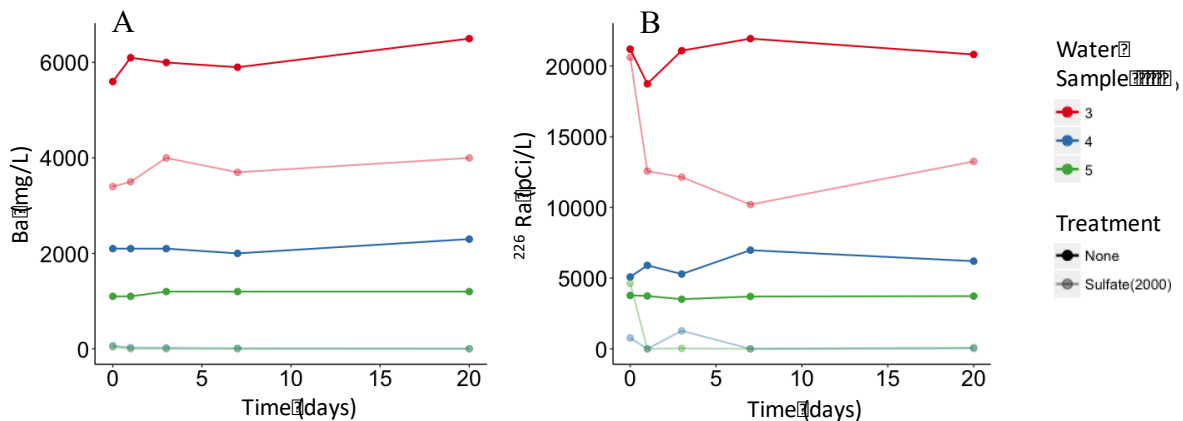 A
Ba (mg/L)
6000
4000
2000
0
0 5 10 15 20
Time (days)
B
226 Ra (pCi/L)
20000
15000
10000
5000
0
0 5 10 15 20
Time (days)
Water
Sample
3
4
5
Treatment
None
Sulfate(2000)